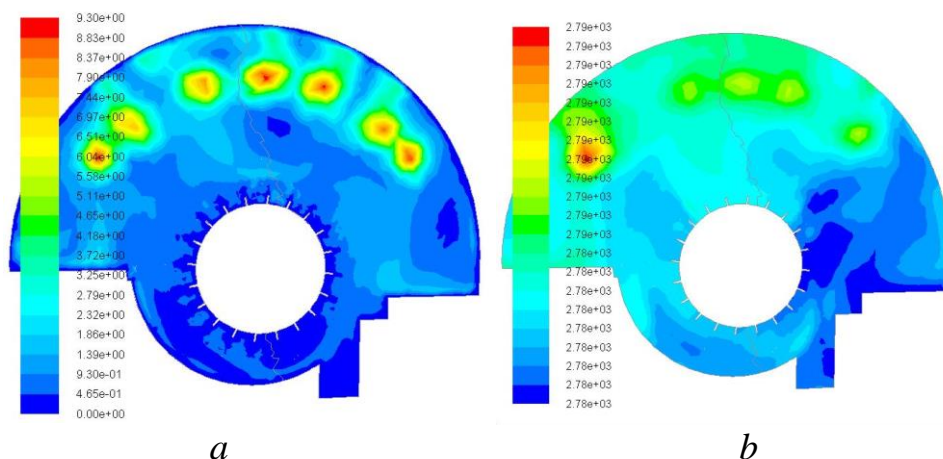 9.30e+00
8.83e+00
8.37e+00
7.90e+00
7.44e+00
6.97e+00
6.51e+00
6.04e+00
5.58e+00
5.11e+00
4.65e+00
4.18e+00
3.72e+00
3.25e+00
2.79e+00
2.32e+00
1.86e+00
1.39e+00
9.30e-01
4.65e-01
0.00e+00
a
2.79e+03
2.79e+03
2.79e+03
2.79e+03
2.79e+03
2.79e+03
2.79e+03
2.79e+03
2.79e+03
2.79e+03
2.79e+03
2.79e+03
2.78e+03
2.78e+03
2.78e+03
2.78e+03
2.78e+03
2.78e+03
2.78e+03
2.78e+03
2.78e+03
b